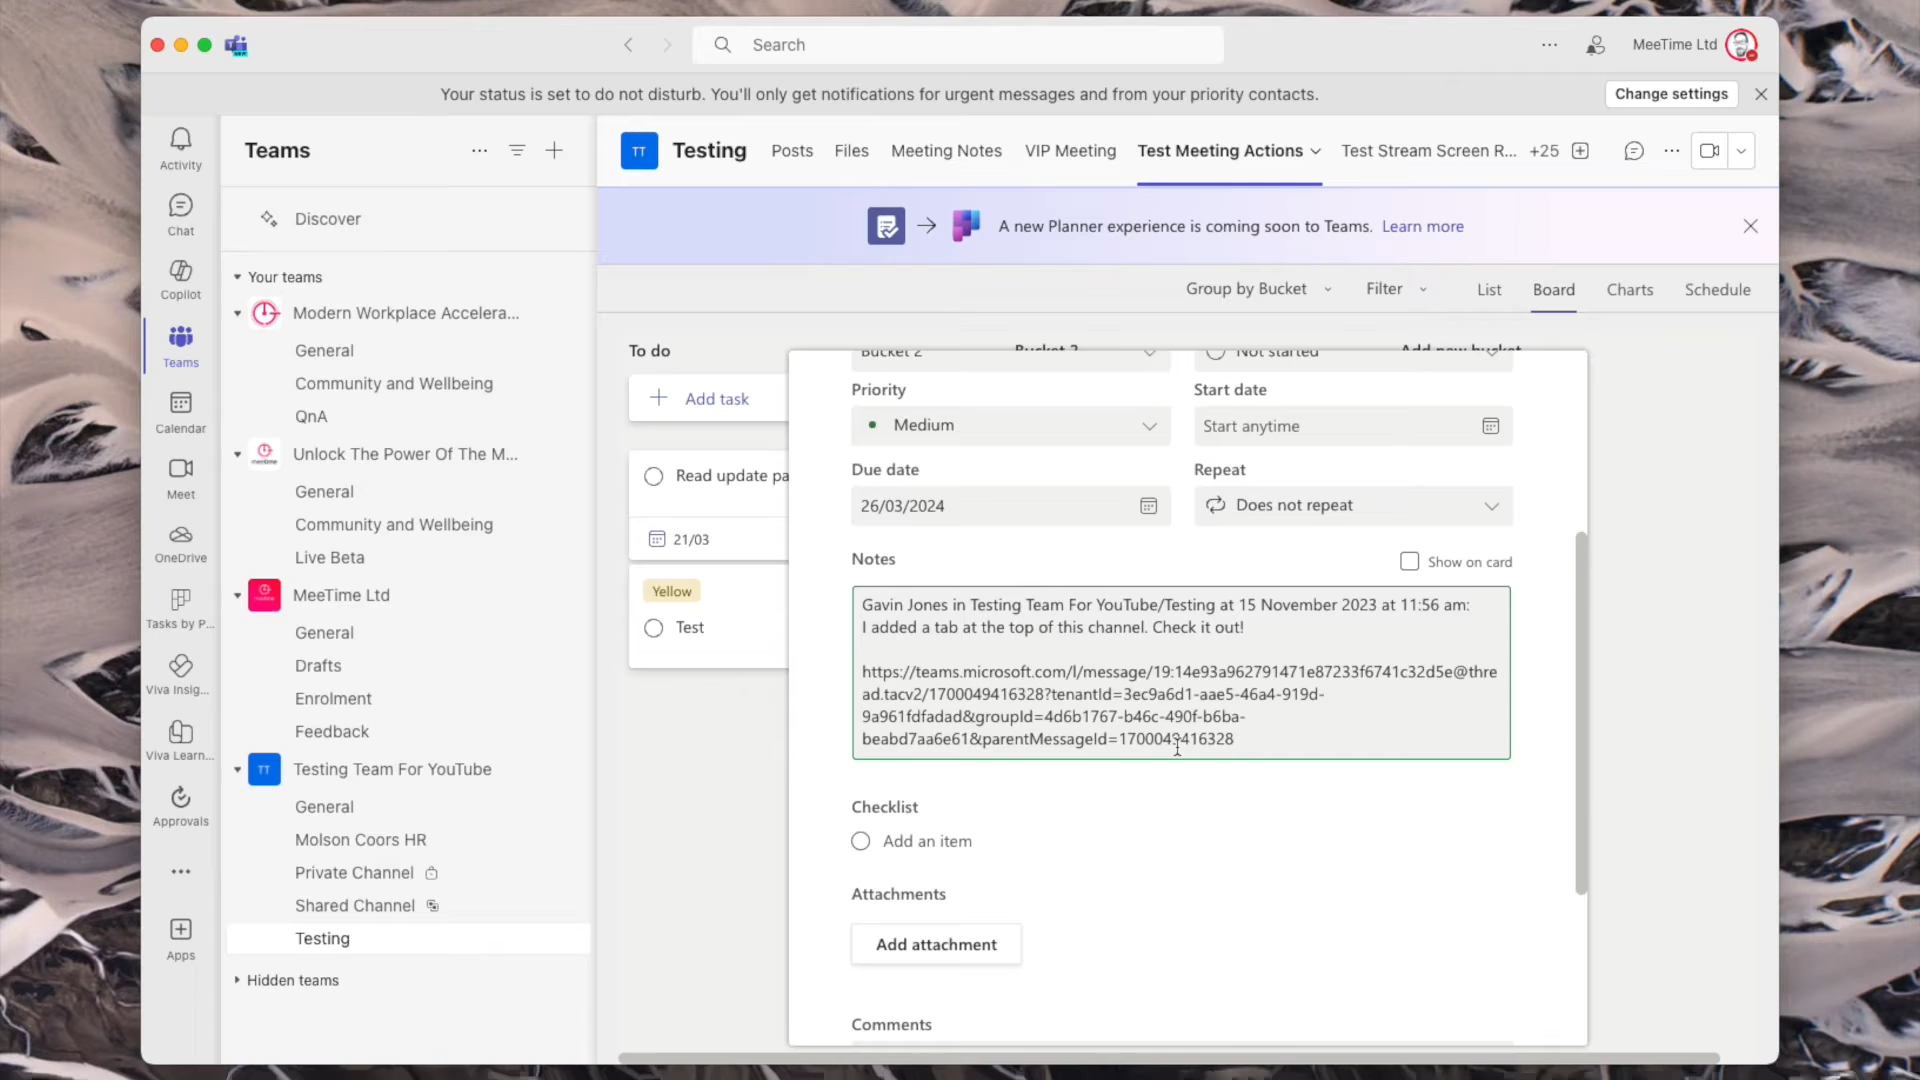 Search
MeeTime Ltd
Your status is set to do not disturb. You'll only get notifications for urgent messages and from your priority contacts.
Change settings
Activity
Chat
Copilot
Teams
Calendar
Meet
OneDrive
Tasks by P...
Viva Insig...
Viva Learn...
Approvals
Apps
Teams
Discover
Your teams
Modern Workplace Accelera...
General
Community and Wellbeing
QnA
Unlock The Power Of The M...
General
Community and Wellbeing
Live Beta
MeeTime Ltd
General
Drafts
Enrolment
Feedback
TT
Testing Team For YouTube
General
Molson Coors HR
Private Channel
Shared Channel
Testing
Hidden teams
TT
Testing
Posts
Files
Meeting Notes
VIP Meeting
Test Meeting Actions
Test Stream Screen R...
+25
A new Planner experience is coming soon to Teams. Learn more
Group by Bucket
Filter
List
Board
Charts
Schedule
To do
Bucket 2
Add new bucket
Add task
Read update pa
21/03
Yellow
Test
Bucket 2
Not started
Priority
Start date
Medium
Start anytime
Due date
Repeat
26/03/2024
Does not repeat
Notes
Show on card
Gavin Jones in Testing Team For YouTube/Testing at 15 November 2023 at 11:56 am:
I added a tab at the top of this channel. Check it out!
https://teams.microsoft.com/l/message/19:14e93a962791471e87233f6741c32d5e@thre
ad.tacv2/1700049416328?tenantId=3ec9a6d1-aae5-46a4-919d-
9a961fdfadad&groupId=4d6b1767-b46c-490f-b6ba-
beabd7aa6e61&parentMessageId=1700049416328
Checklist
Add an item
Attachments
Add attachment
Comments